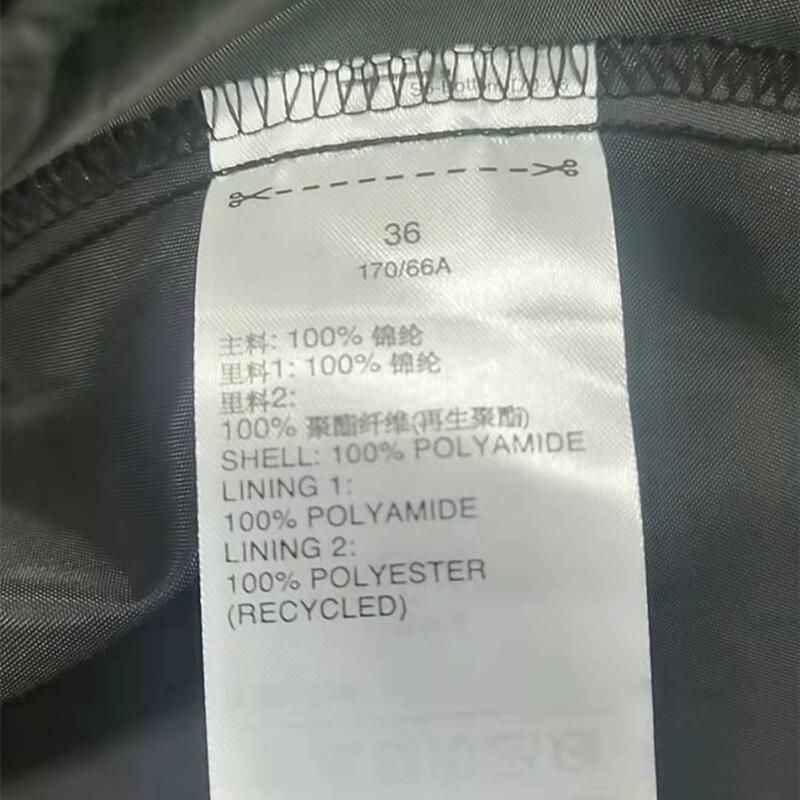 36
170/66A
主料: 100% 锦纶
里料1: 100% 锦纶
里料2:
100% 聚酯纤维(再生聚酯)
SHELL: 100% POLYAMIDE
LINING 1:
100% POLYAMIDE
LINING 2:
100% POLYESTER
(RECYCLED)